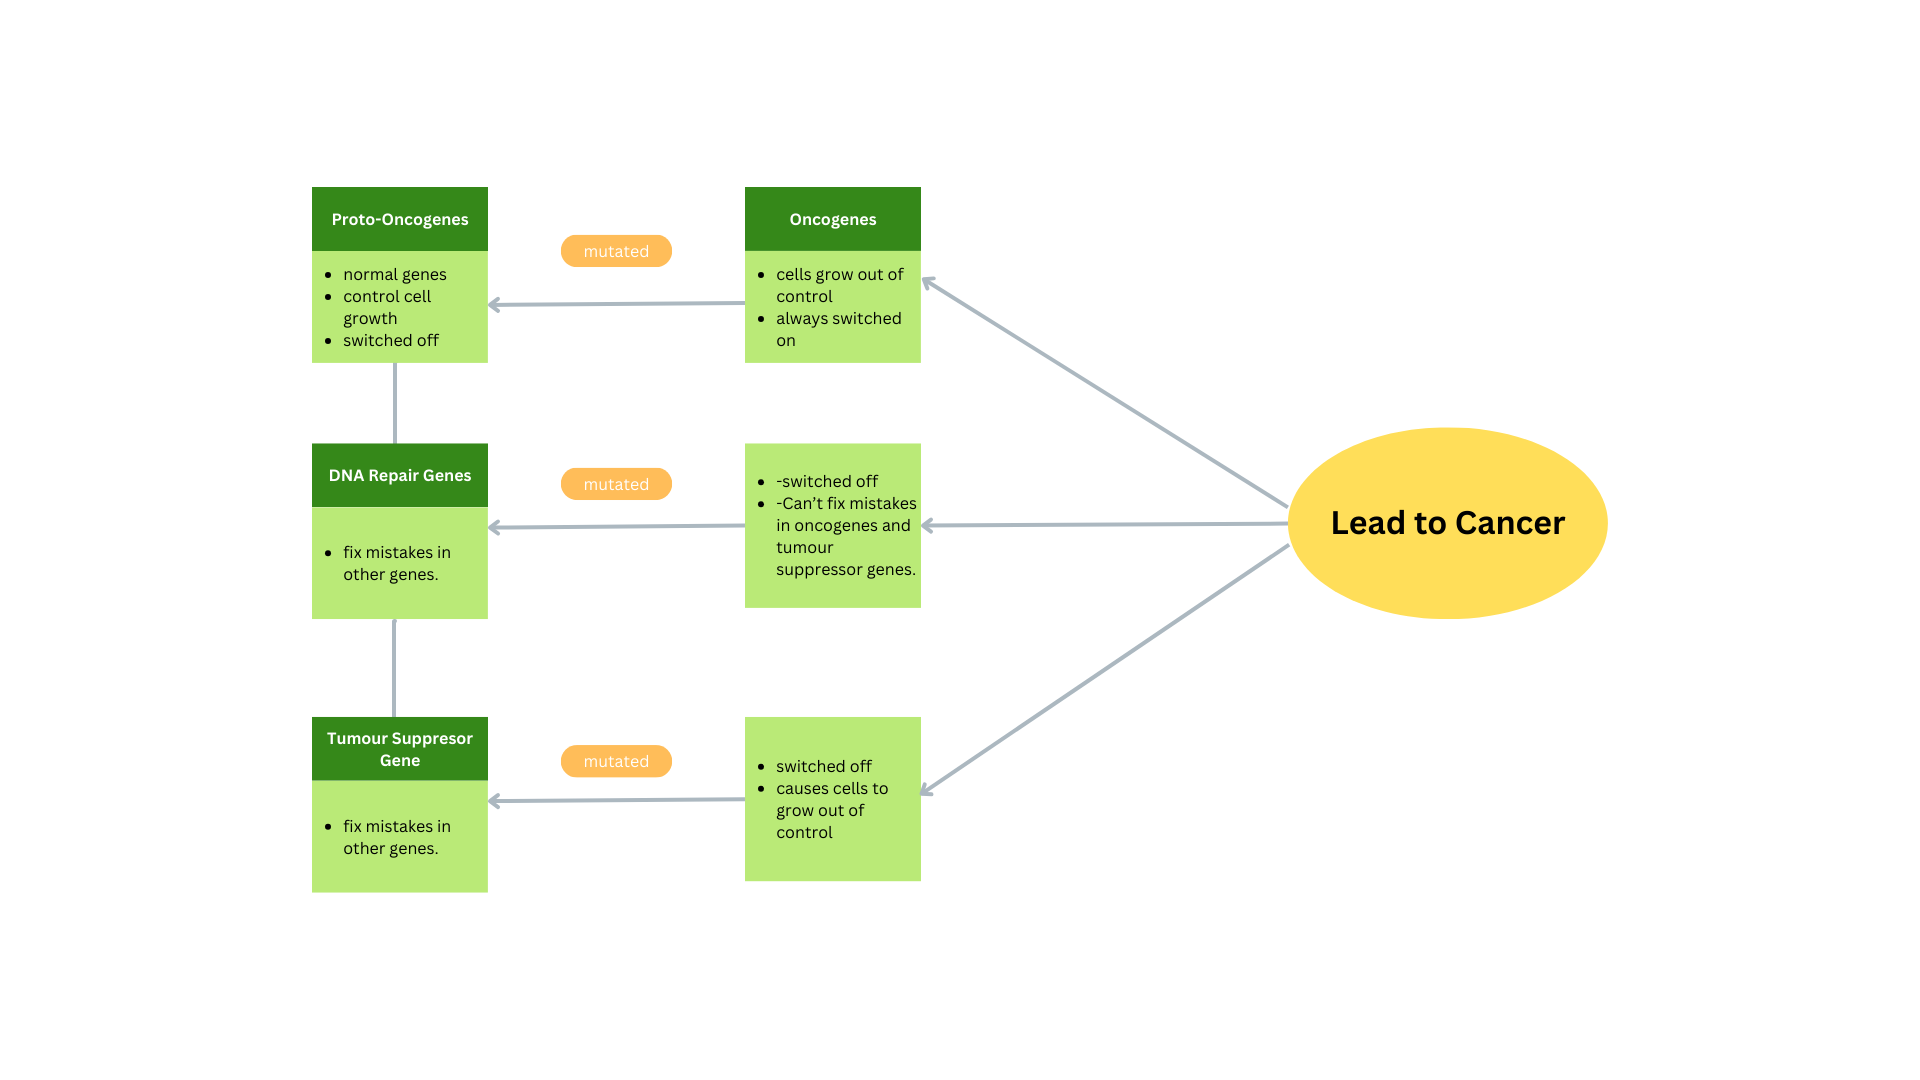 Proto-Oncogenes
normal genes
control cell
growth
switched off
mutated
Oncogenes
cells grow out of
control
always switched
on
DNA Repair Genes
fix mistakes in
other genes.
mutated
-switched off
-Can’t fix mistakes
in oncogenes and
tumour
suppressor genes.
Lead to Cancer
Tumour Suppresor
Gene
fix mistakes in
other genes.
mutated
switched off
causes cells to
grow out of
control